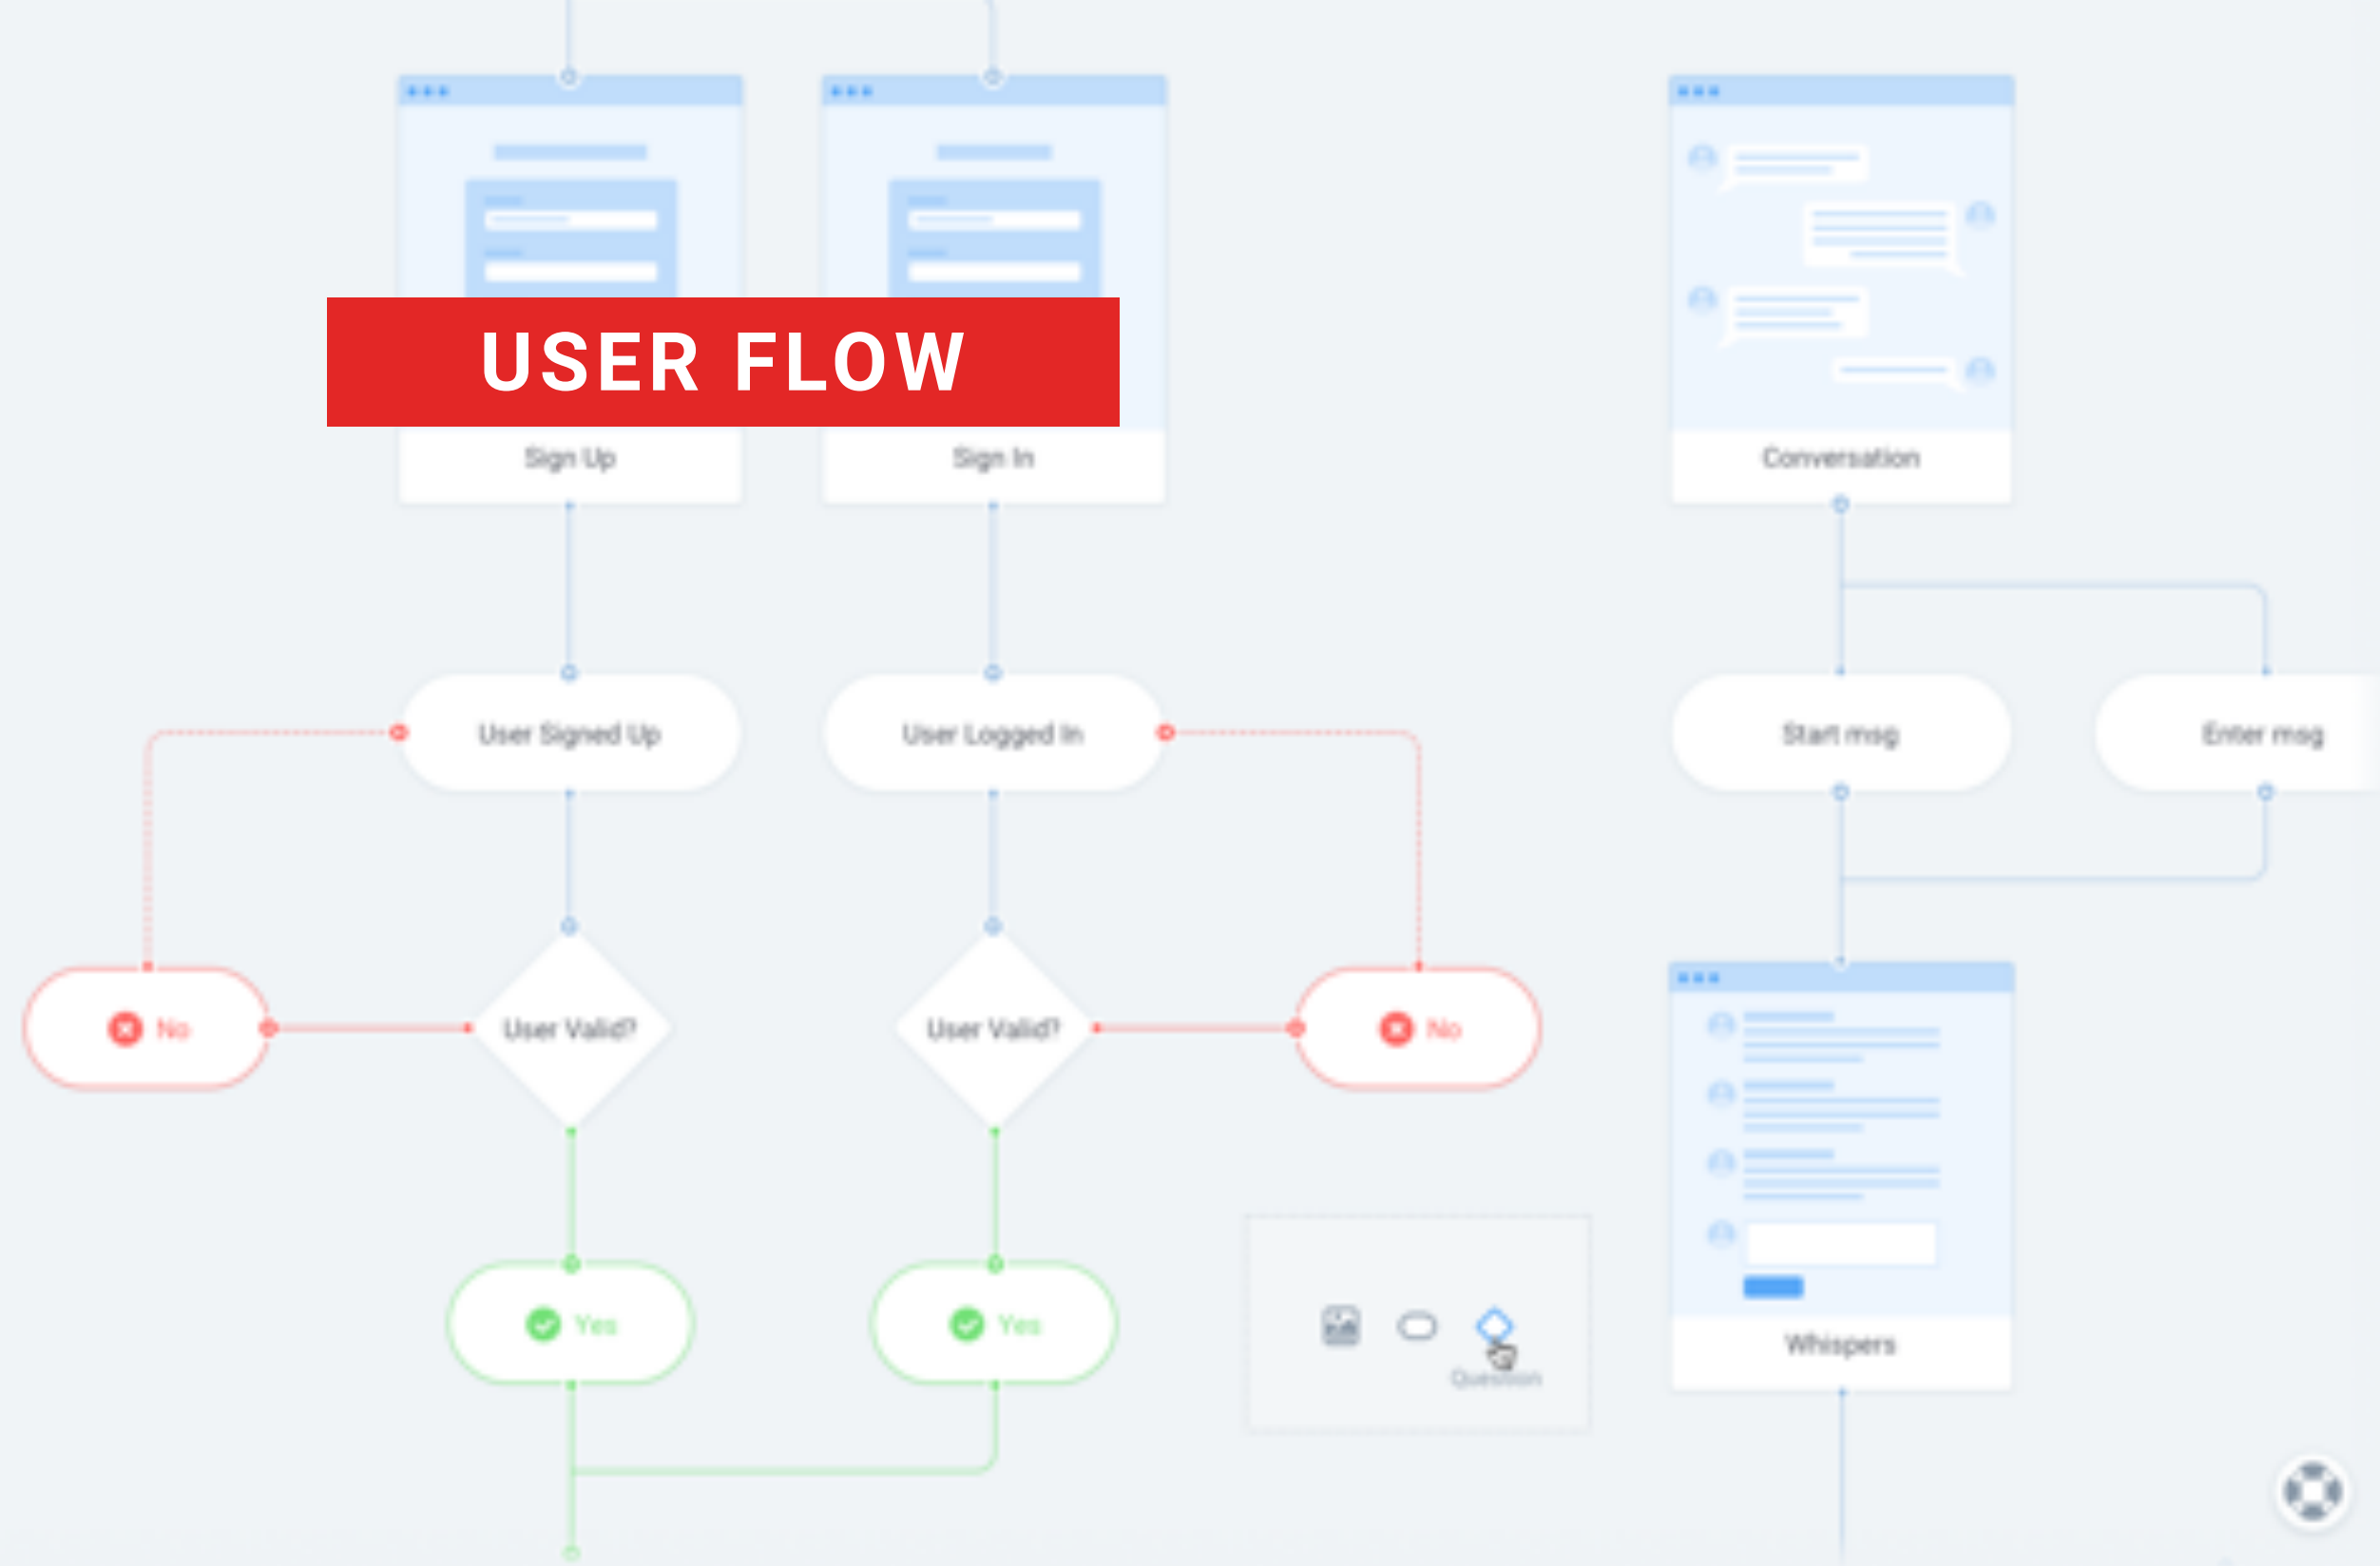 USER FLOW
Sign Up
Sign In
Conversation
User Signed Up
User Logged In
Start msg
Enter msg
No
User Valid?
User Valid?
No
Yes
Yes
Question
Whispers